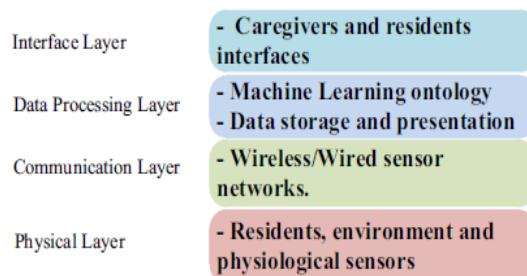 Interface Layer
- Caregivers and residents
interfaces
Data Processing Layer
- Machine Learning ontology
- Data storage and presentation
Communication Layer
- Wireless/Wired sensor
networks.
Physical Layer
- Residents, environment and
physiological sensors